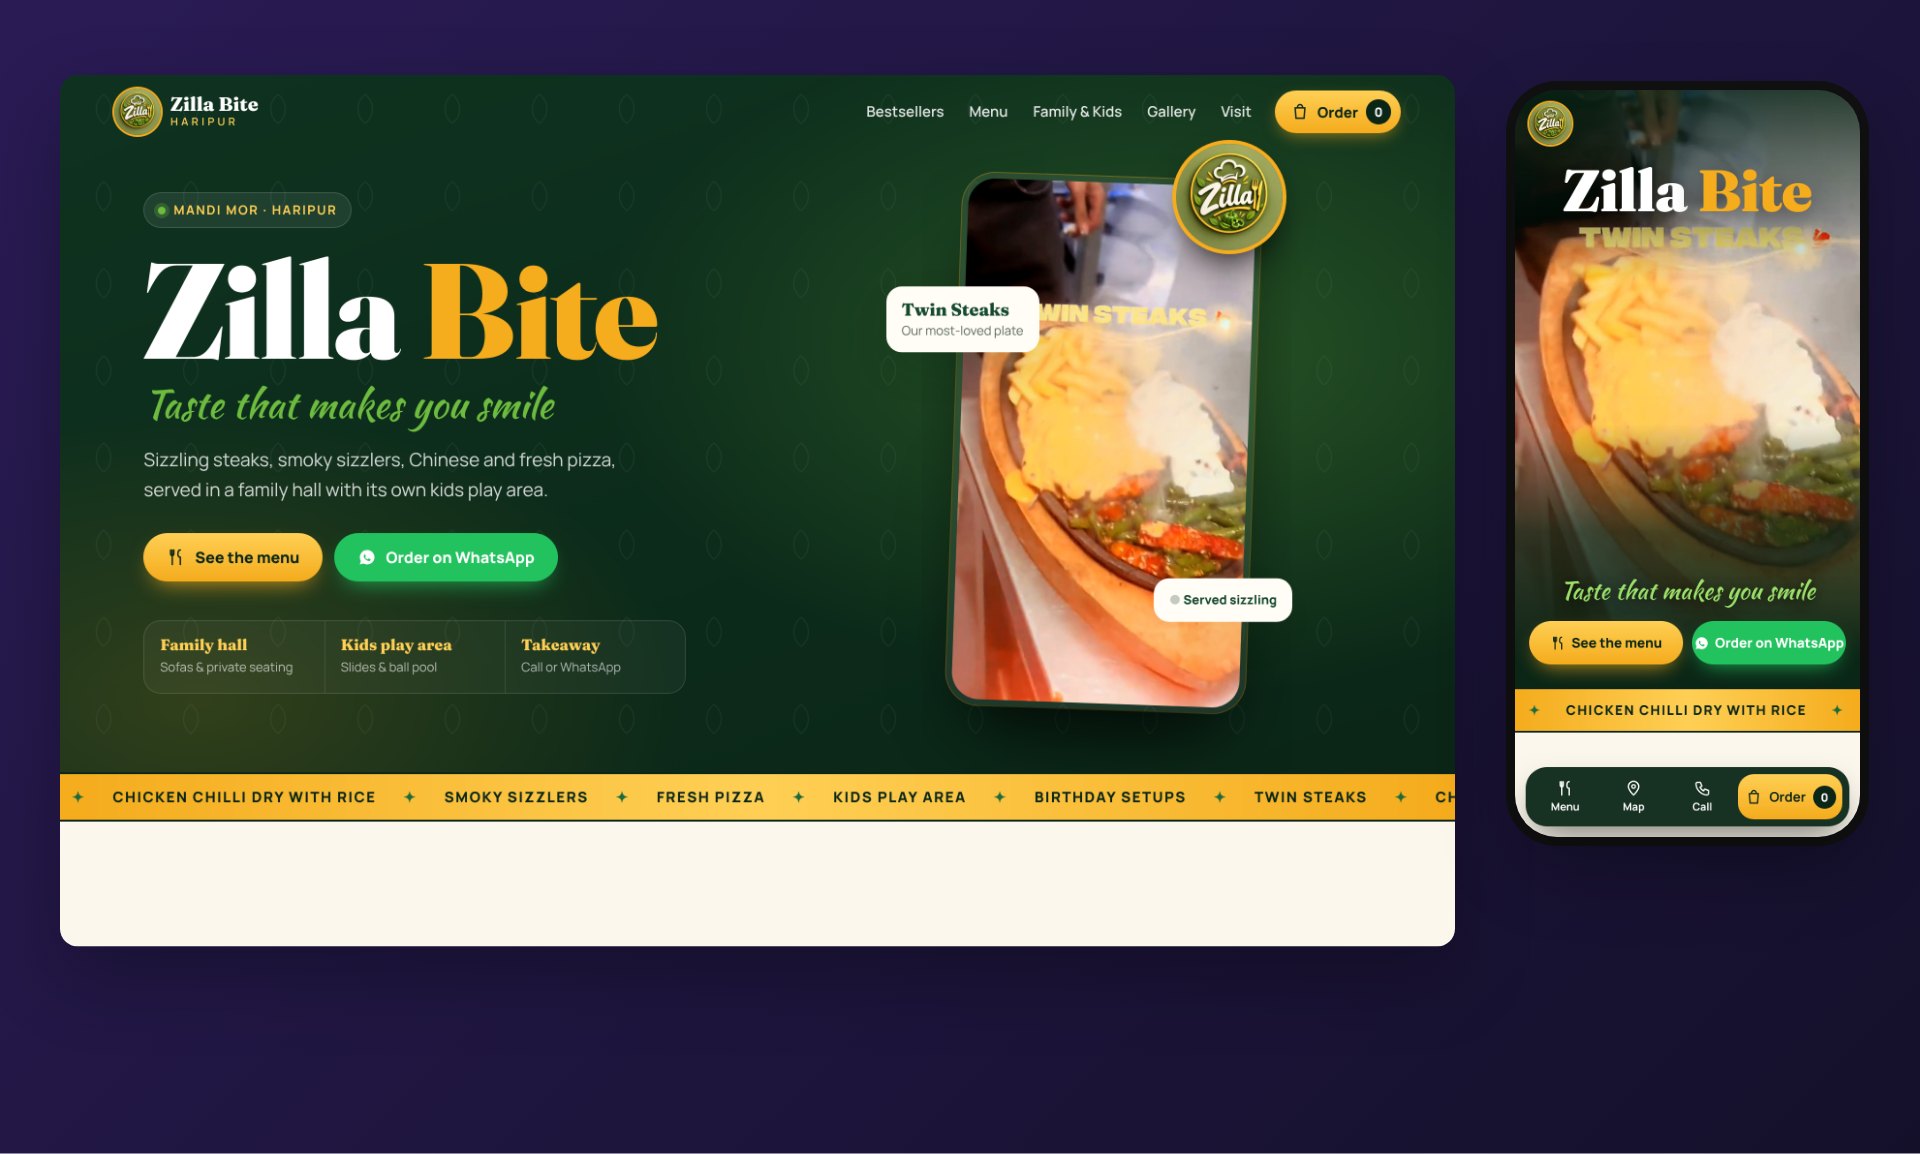 Zilla
Zilla Bite
HARIPUR
Bestsellers
Menu
Family & Kids
Gallery
Visit
Order
0
MANDI MOR · HARIPUR
Zilla Bite
Taste that makes you smile
Sizzling steaks, smoky sizzlers, Chinese and fresh pizza,
served in a family hall with its own kids play area.
See the menu
Order on WhatsApp
Family hall
Sofas & private seating
Kids play area
Slides & ball pool
Takeaway
Call or WhatsApp
Zilla
Twin Steaks
Our most-loved plate
WIN STEAKS
Served sizzling
CHICKEN CHILLI DRY WITH RICE
SMOKY SIZZLERS
FRESH PIZZA
KIDS PLAY AREA
BIRTHDAY SETUPS
TWIN STEAKS
CH
Zilla
Zilla Bite
TWIN STEAKS
Taste that makes you smile
See the menu
Order on WhatsApp
CHICKEN CHILLI DRY WITH RICE
Menu
Map
Call
Order
0